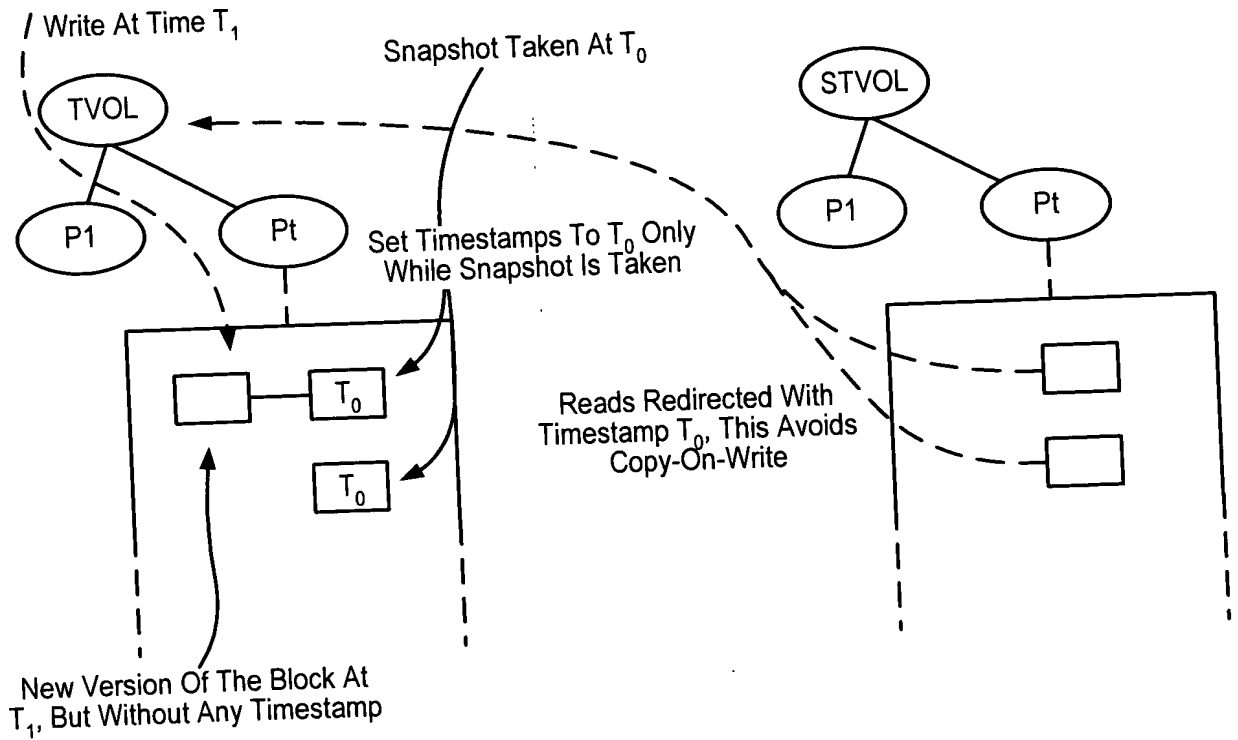 Write At Time T₁
Snapshot Taken At T₀
TVOL
STVOL
P1
Pt
P1
Pt
Set Timestamps To T₀ Only
While Snapshot Is Taken
T₀
T₀
Reads Redirected With
Timestamp T₀, This Avoids
Copy-On-Write
New Version Of The Block At
T₁, But Without Any Timestamp